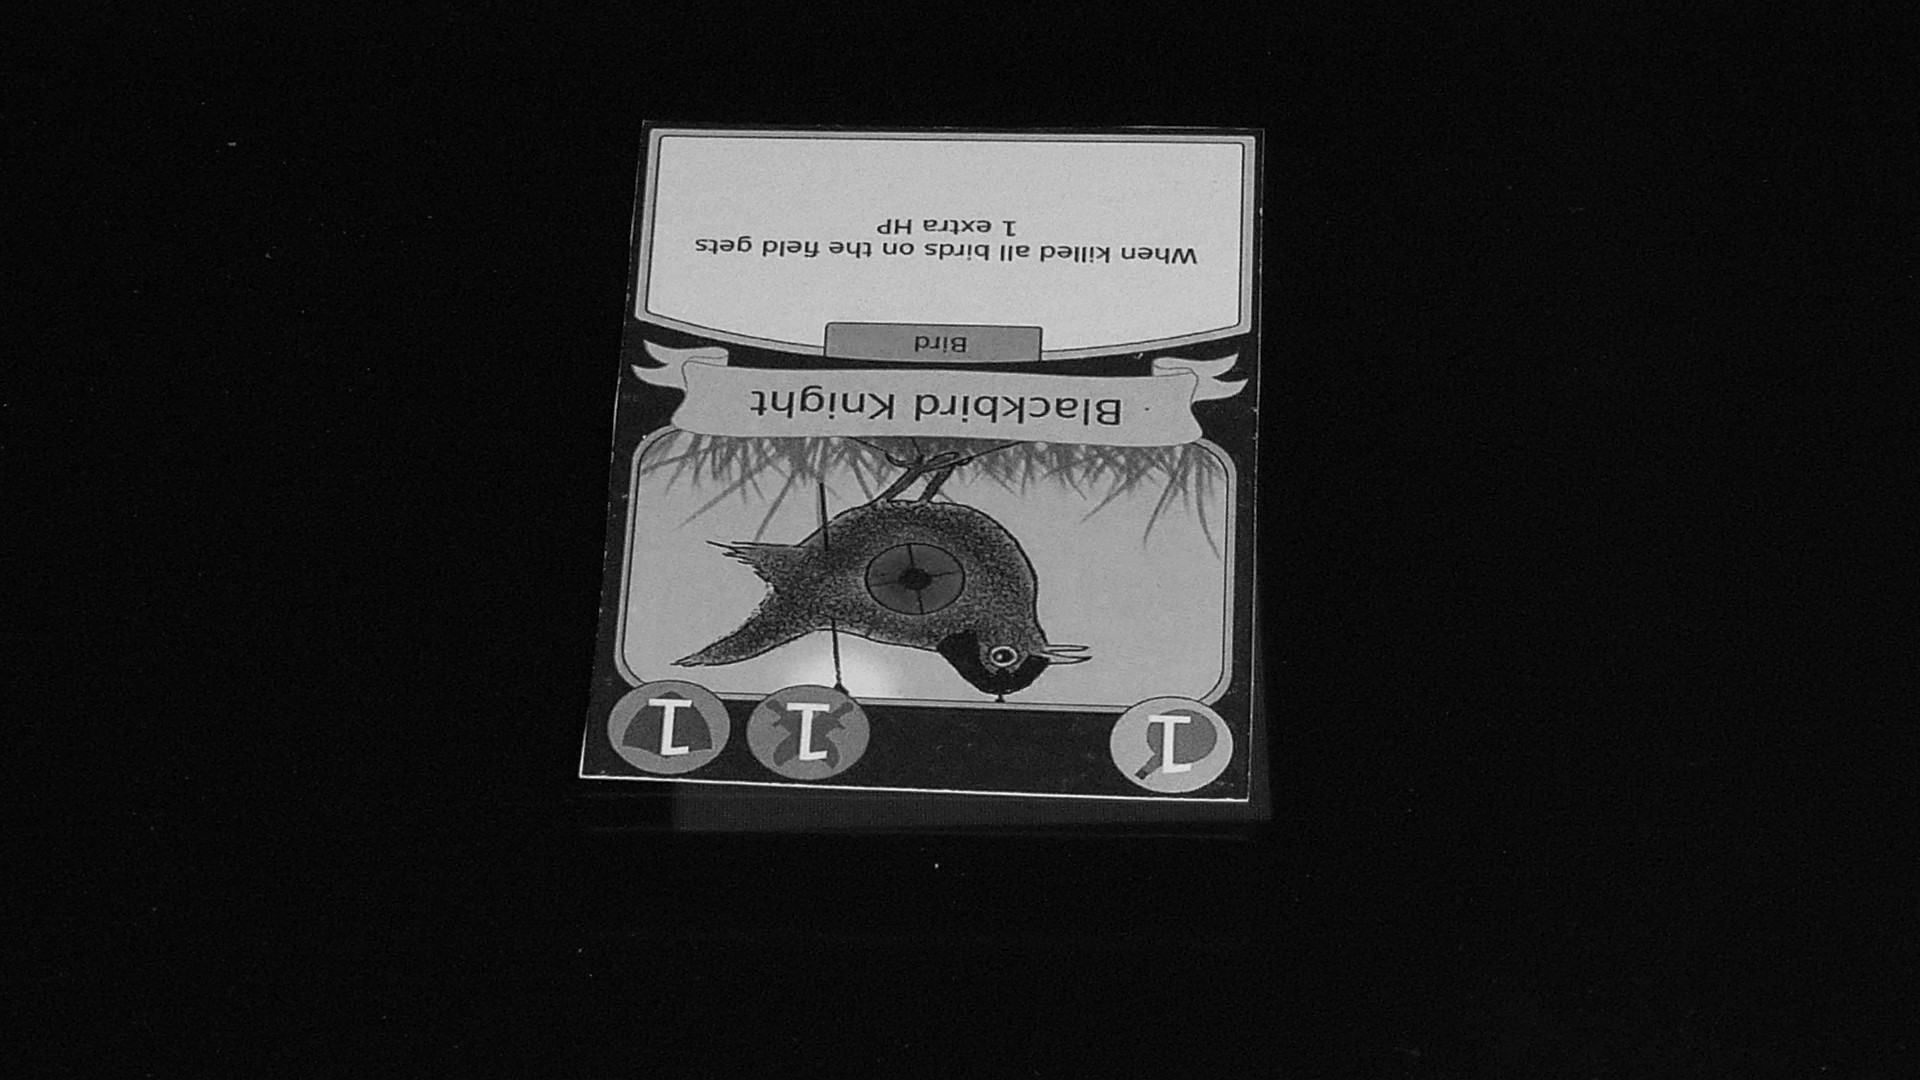 1 1 1
Blackbird Knight
Bird
When killed all birds on the field gets
1 extra HP